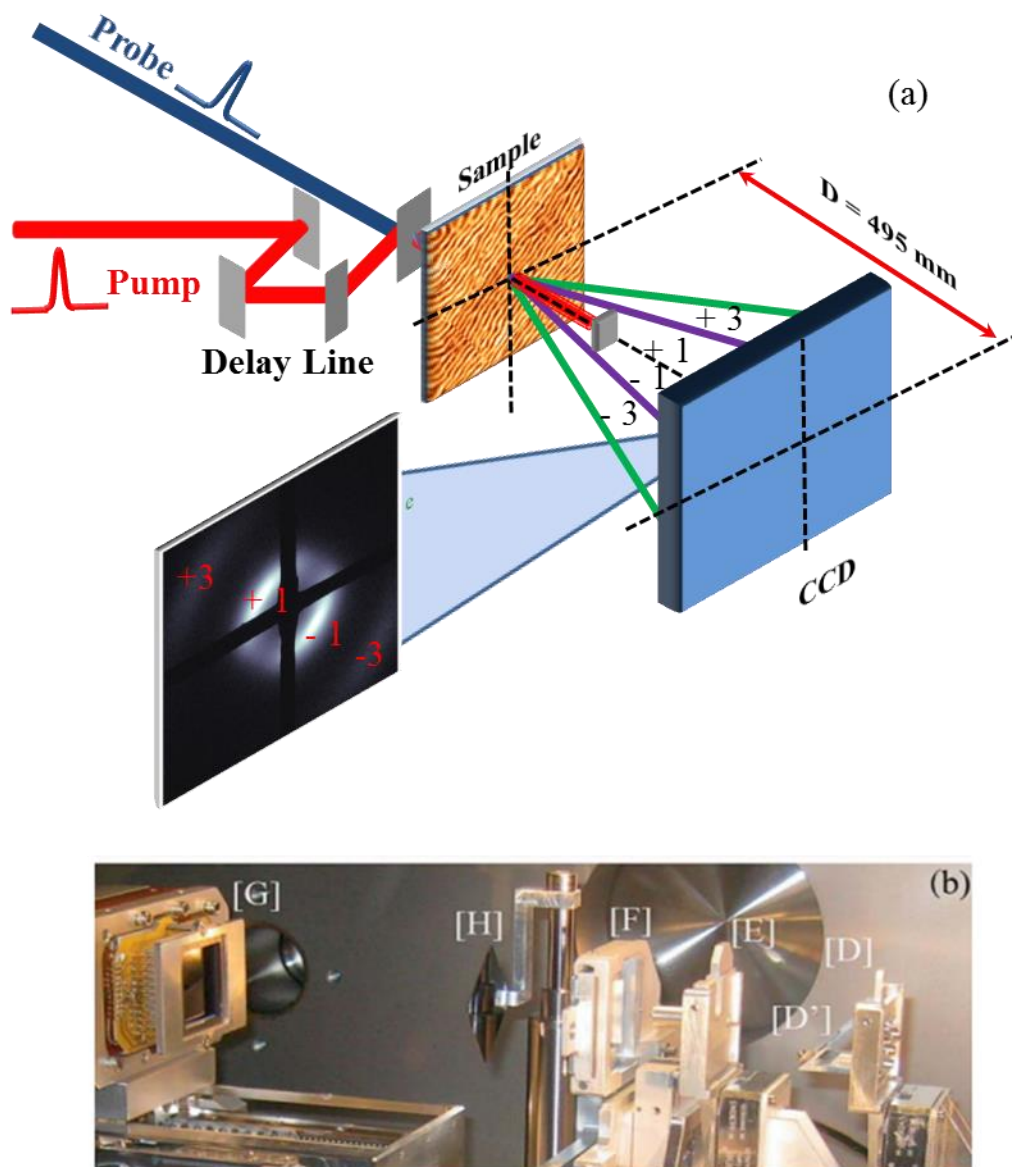 Probe
(a)
Sample
D = 495 mm
Pump
Delay Line
+ 3
+ 1
- 1
- 3
e
CCD
+3
+ 1
- 1
-3
(b)
[G]
[H]
[F]
[E]
[D]
[D']